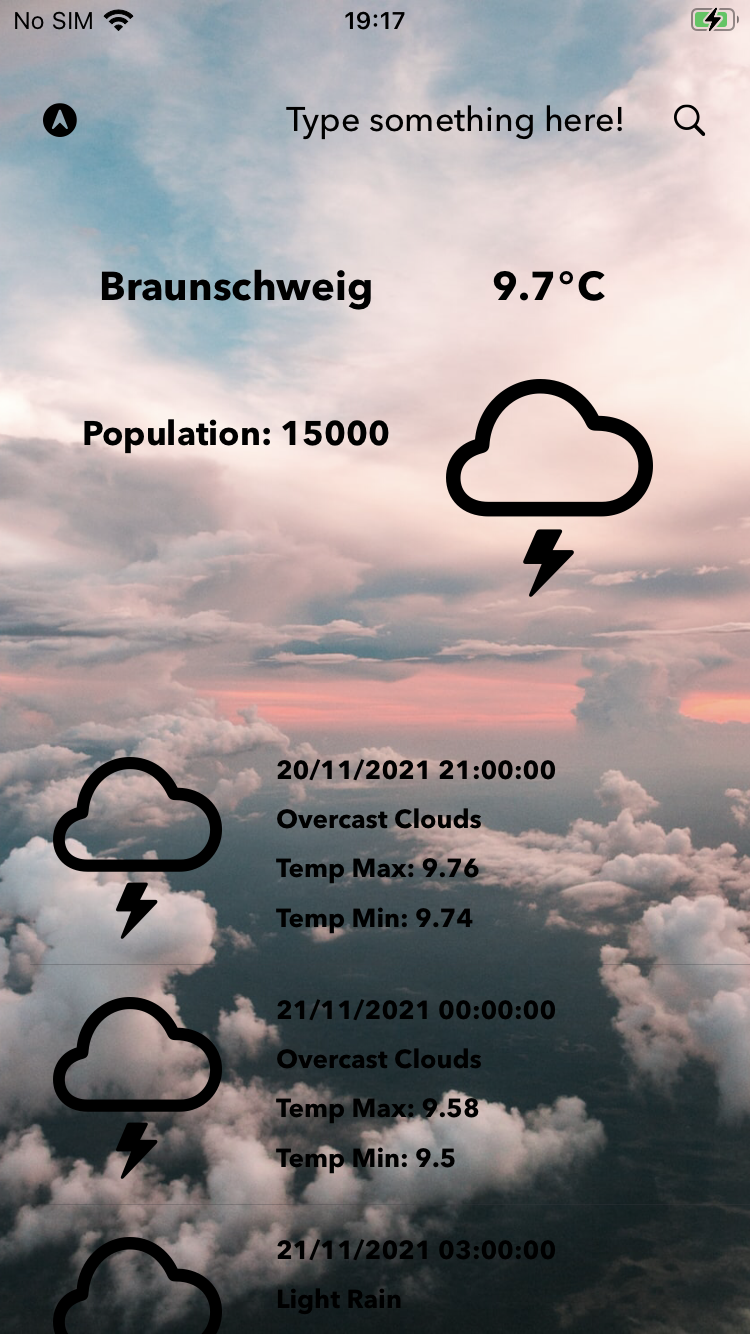 No SIM 19:17
Type something here!
Braunschweig 9.7°C
Population: 15000
20/11/2021 21:00:00
Overcast Clouds
Temp Max: 9.76
Temp Min: 9.74
21/11/2021 00:00:00
Overcast Clouds
Temp Max: 9.58
Temp Min: 9.5
21/11/2021 03:00:00
Light Rain